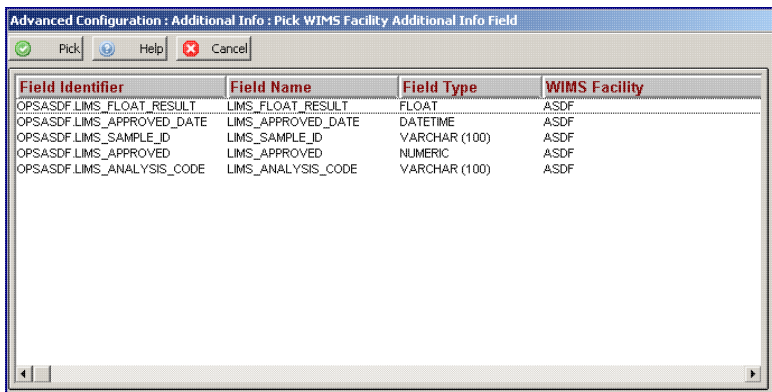 Advanced Configuration : Additional Info : Pick WIMS Facility Additional Info Field
Pick Help Cancel
Field Identifier Field Name Field Type WIMS Facility
OPSASDF.LIMS_FLOAT_RESULT LIMS_FLOAT_RESULT FLOAT ASDF
OPSASDF.LIMS_APPROVED_DATE LIMS_APPROVED_DATE DATETIME ASDF
OPSASDF.LIMS_SAMPLE_ID LIMS_SAMPLE_ID VARCHAR (100) ASDF
OPSASDF.LIMS_APPROVED LIMS_APPROVED NUMERIC ASDF
OPSASDF.LIMS_ANALYSIS_CODE LIMS_ANALYSIS_CODE VARCHAR (100) ASDF